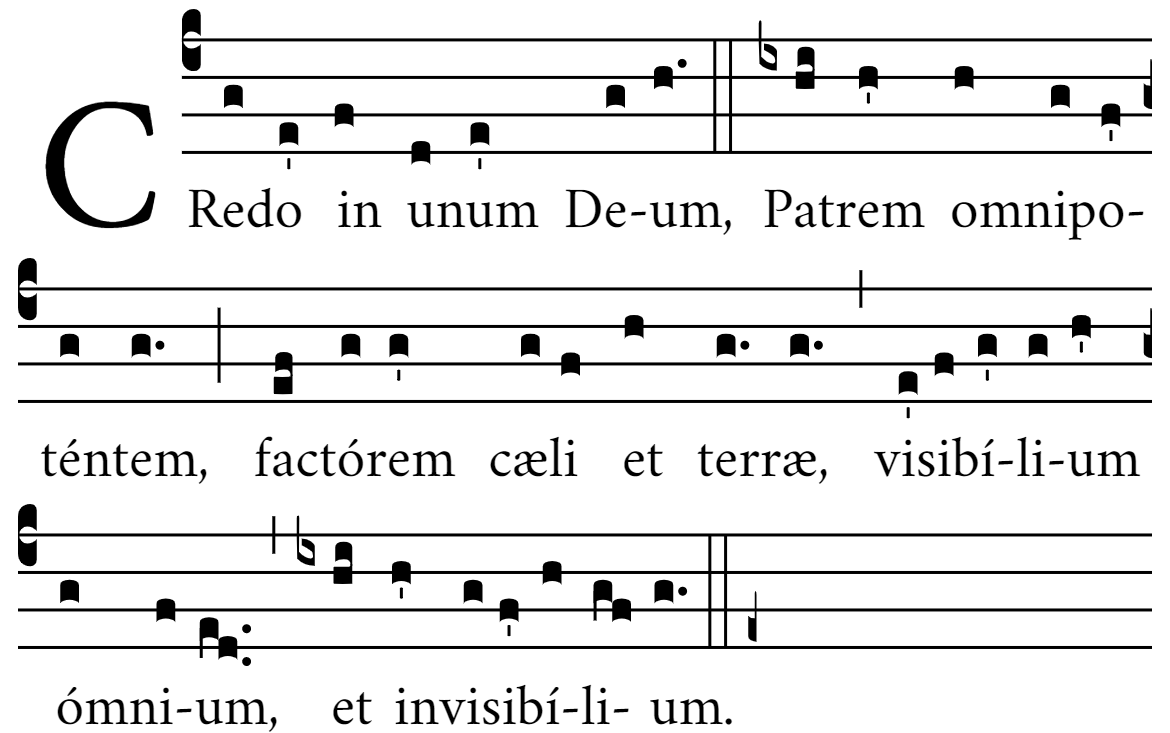 CRedo in unum De-um, Patrem omnipo-
téntem, factórem cæli et terræ, visibí-li-um
ómni-um, et invisibí-li- um.